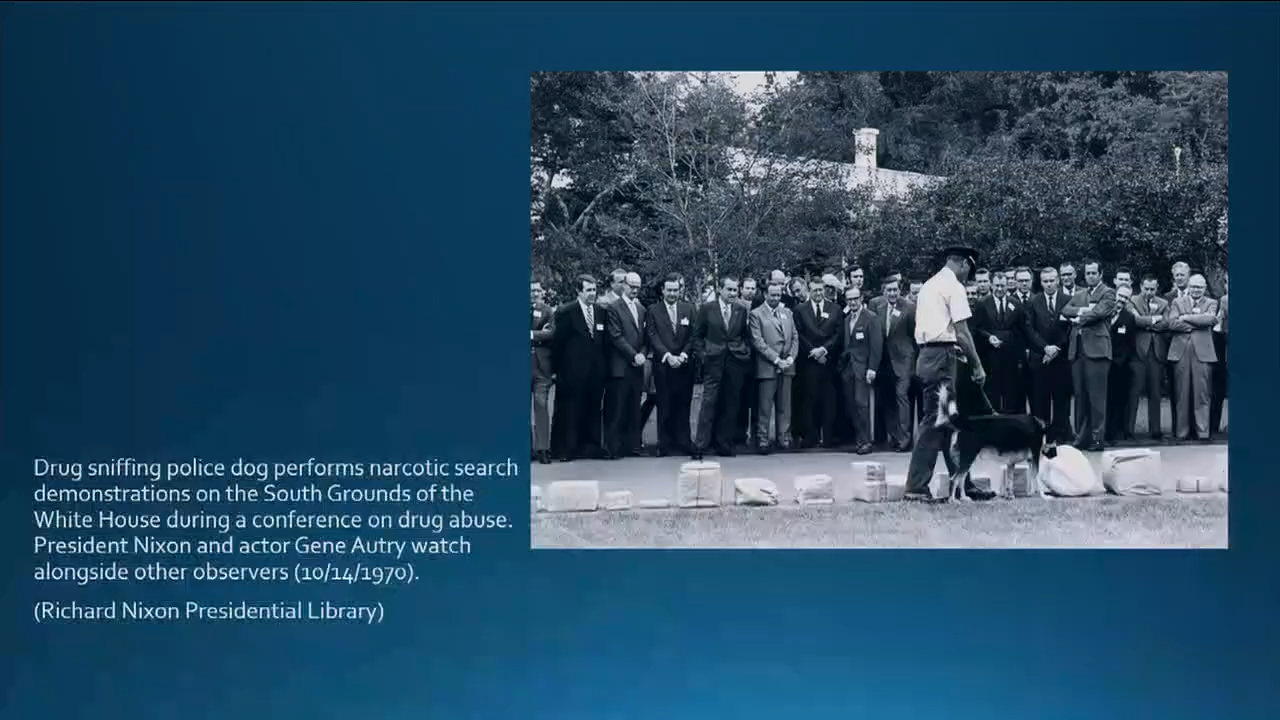 Drug sniffing police dog performs narcotic search
demonstrations on the South Grounds of the
White House during a conference on drug abuse.
President Nixon and actor Gene Autry watch
alongside other observers (10/14/1970).
(Richard Nixon Presidential Library)